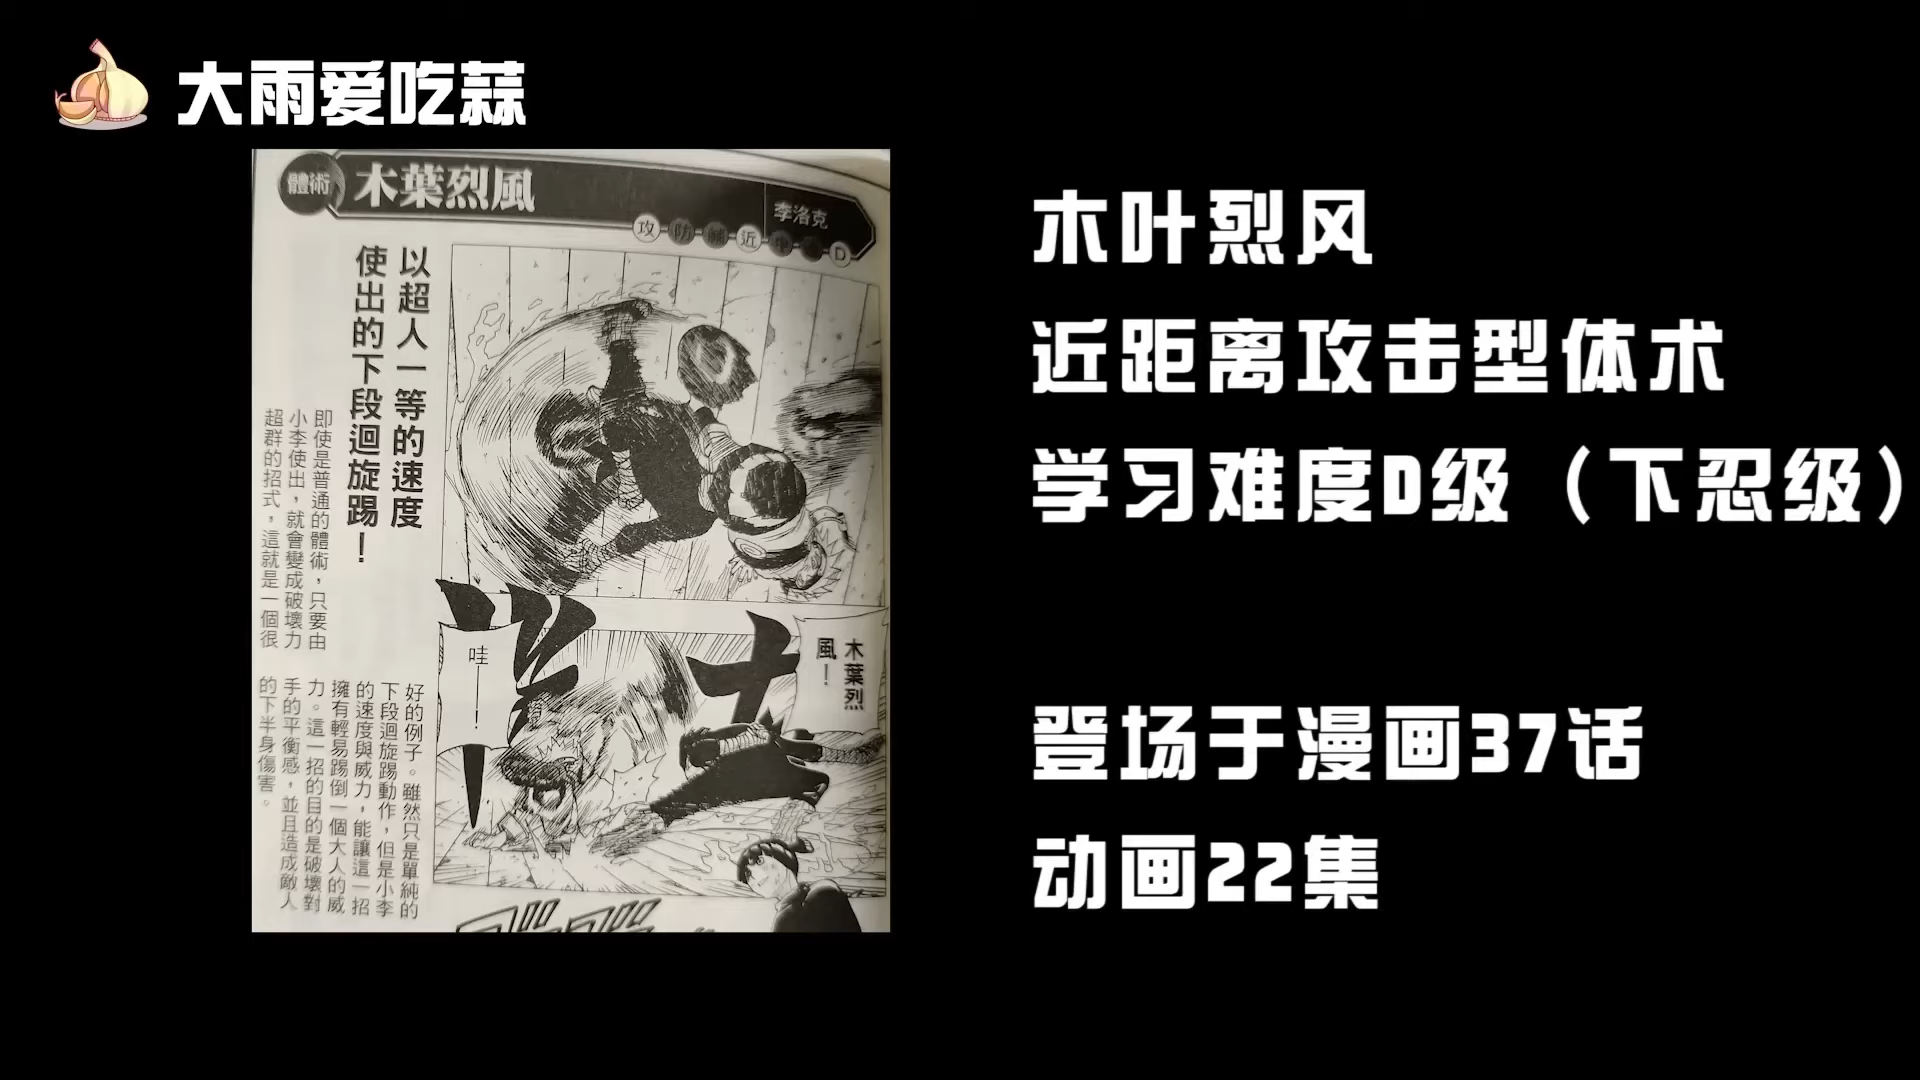 大雨爱吃蒜
體術
木葉烈風
李洛克
攻
防
輔
近
中
D
以超人一等的速度
使出的下段迴旋踢！
即使是普通的體術，只要由
小李使出，就會變成破壞力
超群的招式，這就是一個很
好的例子。雖然只是單純的
下段迴旋踢動作，但是小李
的速度與威力，能讓這一招
擁有輕易踢倒一個大人的威
力。這一招的目的是破壞對
手的平衡感，並且造成敵人
的下半身傷害。
木葉烈
風！
哇——！
木叶烈风
近距离攻击型体术
学习难度D级（下忍级）
登场于漫画37话
动画22集